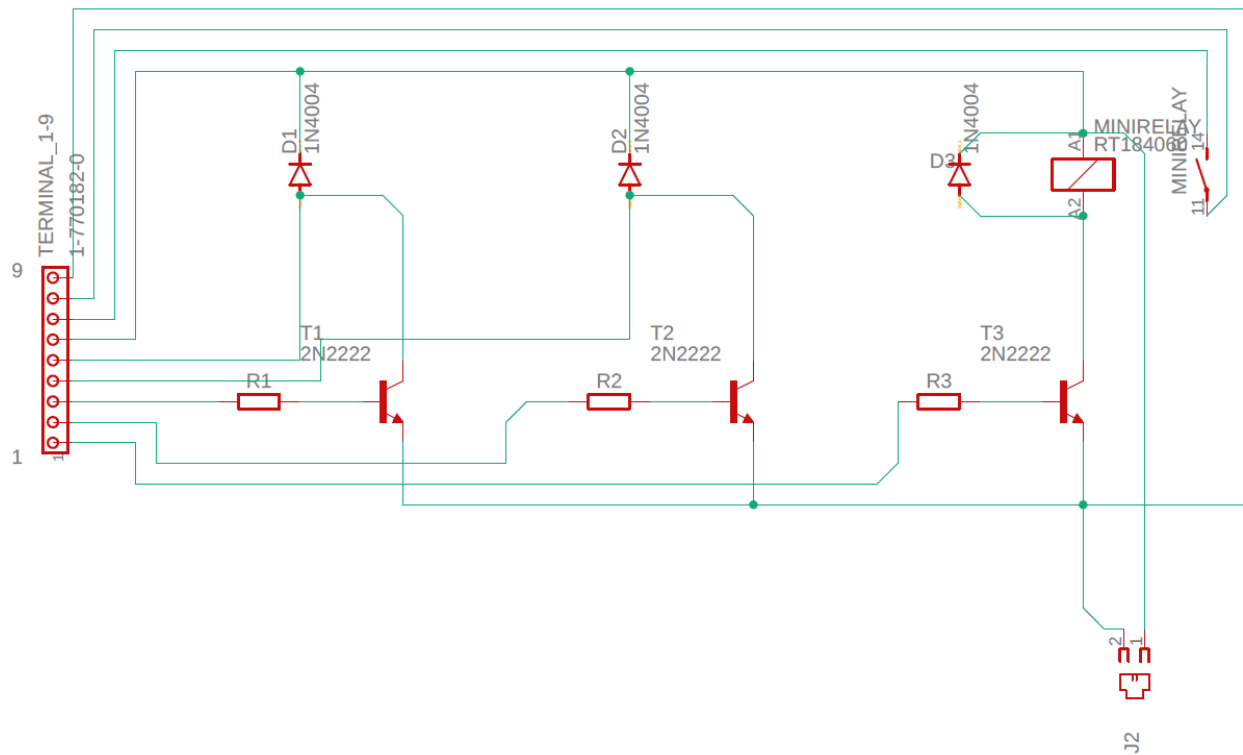 TERMINAL_1-9
1-770182-0
9
1
1
D1
1N4004
D2
1N4004
D3
1N4004
MINIRELAY
RT184060
A1
A2
MINIRELAY
14
11
T1
2N2222
T2
2N2222
T3
2N2222
R1
R2
R3
2
1
J2